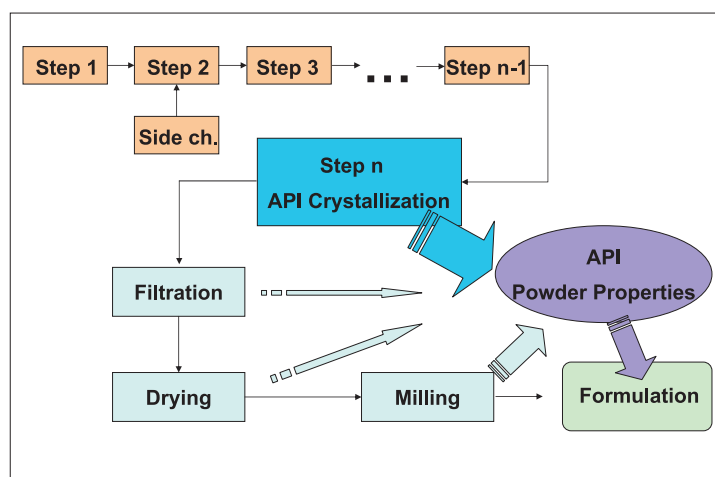 Step 1
Step 2
Step 3
...
Step n-1
Side ch.
Step n
API Crystallization
API
Powder Properties
Filtration
Drying
Milling
Formulation